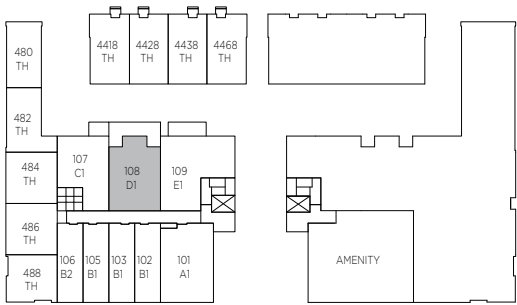 480
TH
4418
TH
4428
TH
4438
TH
4468
TH
482
TH
484
TH
107
C1
108
D1
109
E1
486
TH
488
TH
106
B2
105
B1
103
B1
102
B1
101
A1
AMENITY